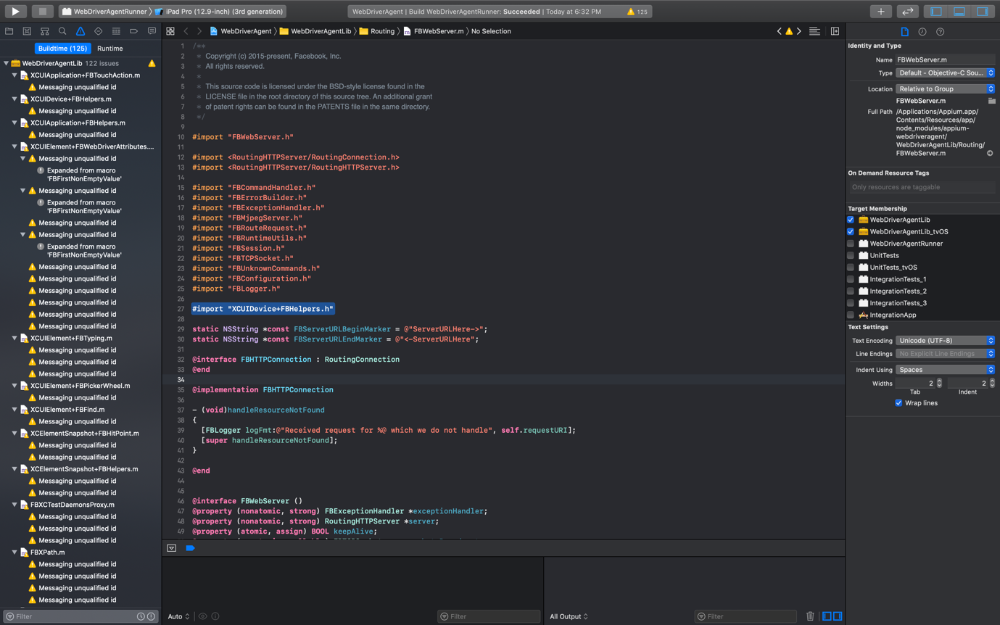 WebDriverAgentRunner 〉 iPad Pro (12.9-inch) (3rd generation)
WebDriverAgent | Build WebDriverAgentRunner: Succeeded | Today at 6:32 PM
125
Buildtime (125)
Runtime
WebDriverAgentLib 122 issues
XCUIApplication+FBTouchAction.m
Messaging unqualified id
XCUIDevice+FBHelpers.m
Messaging unqualified id
XCUIApplication+FBHelpers.m
Messaging unqualified id
XCUIElement+FBWebDriverAttributes....
Messaging unqualified id
Expanded from macro
'FBFirstNonEmptyValue'
Messaging unqualified id
Expanded from macro
'FBFirstNonEmptyValue'
Messaging unqualified id
Messaging unqualified id
Expanded from macro
'FBFirstNonEmptyValue'
Messaging unqualified id
Messaging unqualified id
Messaging unqualified id
Messaging unqualified id
Messaging unqualified id
Messaging unqualified id
XCUIElement+FBTyping.m
Messaging unqualified id
Messaging unqualified id
Messaging unqualified id
XCUIElement+FBPickerWheel.m
Messaging unqualified id
XCUIElement+FBFind.m
Messaging unqualified id
XCElementSnapshot+FBHitPoint.m
Messaging unqualified id
Messaging unqualified id
XCElementSnapshot+FBHelpers.m
Messaging unqualified id
Messaging unqualified id
FBXCTestDaemonsProxy.m
Messaging unqualified id
Messaging unqualified id
Messaging unqualified id
FBXPath.m
Messaging unqualified id
Messaging unqualified id
Messaging unqualified id
Messaging unqualified id
Filter
WebDriverAgent 〉 WebDriverAgentLib 〉 Routing 〉 FBWebServer.m 〉 No Selection
1 /**
2 * Copyright (c) 2015-present, Facebook, Inc.
3 * All rights reserved.
4 *
5 * This source code is licensed under the BSD-style license found in the
6 * LICENSE file in the root directory of this source tree. An additional grant
7 * of patent rights can be found in the PATENTS file in the same directory.
8 */
9
10 #import "FBWebServer.h"
11
12 #import <RoutingHTTPServer/RoutingConnection.h>
13 #import <RoutingHTTPServer/RoutingHTTPServer.h>
14
15 #import "FBCommandHandler.h"
16 #import "FBErrorBuilder.h"
17 #import "FBExceptionHandler.h"
18 #import "FBMjpegServer.h"
19 #import "FBRouteRequest.h"
20 #import "FBRuntimeUtils.h"
21 #import "FBSession.h"
22 #import "FBTCPSocket.h"
23 #import "FBUnknownCommands.h"
24 #import "FBConfiguration.h"
25 #import "FBLogger.h"
26
27 #import "XCUIDevice+FBHelpers.h"
28
29 static NSString *const FBServerURLBeginMarker = @"ServerURLHere->";
30 static NSString *const FBServerURLEndMarker = @"<-ServerURLHere";
31
32 @interface FBHTTPConnection : RoutingConnection
33 @end
34
35 @implementation FBHTTPConnection
36
37 - (void)handleResourceNotFound
38 {
39 [FBLogger logFmt:@"Received request for %@ which we do not handle", self.requestURI];
40 [super handleResourceNotFound];
41 }
42
43 @end
44
45
46 @interface FBWebServer ()
47 @property (nonatomic, strong) FBExceptionHandler *exceptionHandler;
48 @property (nonatomic, strong) RoutingHTTPServer *server;
49 @property (atomic, assign) BOOL keepAlive;
Auto
Filter
All Output
Filter
Identity and Type
Name FBWebServer.m
Type Default - Objective-C Sou...
Location Relative to Group
FBWebServer.m
Full Path /Applications/Appium.app/
Contents/Resources/app/
node_modules/appium-
webdriveragent/
WebDriverAgentLib/Routing/
FBWebServer.m
On Demand Resource Tags
Only resources are taggable
Target Membership
WebDriverAgentLib
WebDriverAgentLib_tvOS
WebDriverAgentRunner
UnitTests
UnitTests_tvOS
IntegrationTests_1
IntegrationTests_2
IntegrationTests_3
IntegrationApp
Text Settings
Text Encoding Unicode (UTF-8)
Line Endings No Explicit Line Endings
Indent Using Spaces
Widths 2 2
Tab Indent
Wrap lines